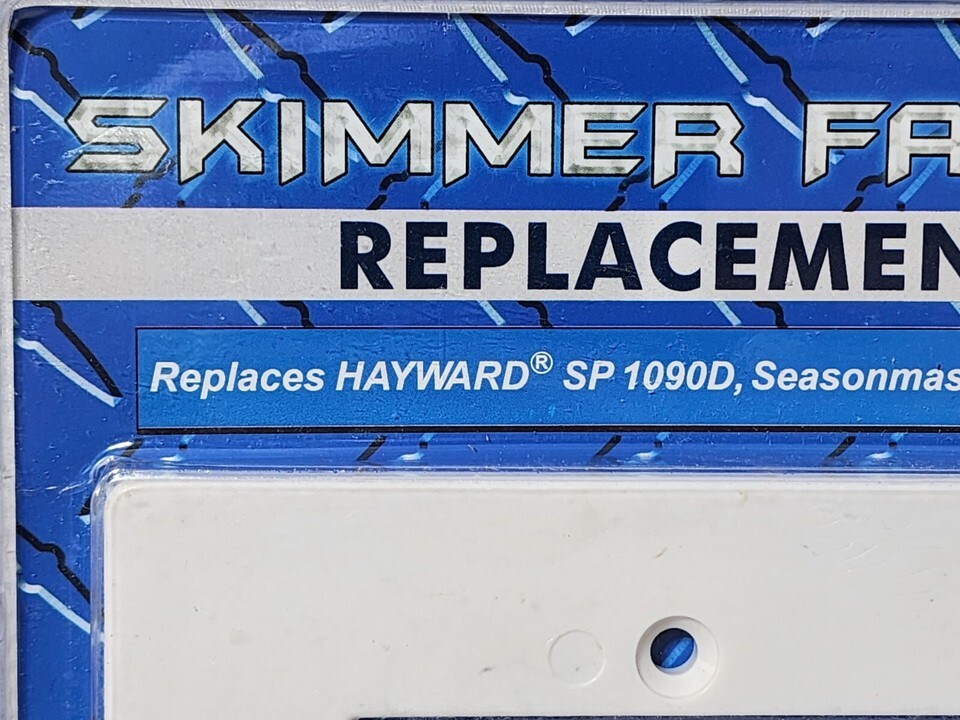 SKIMMER FA
REPLACEMEN
Replaces HAYWARD® SP 1090D, Seasonmas